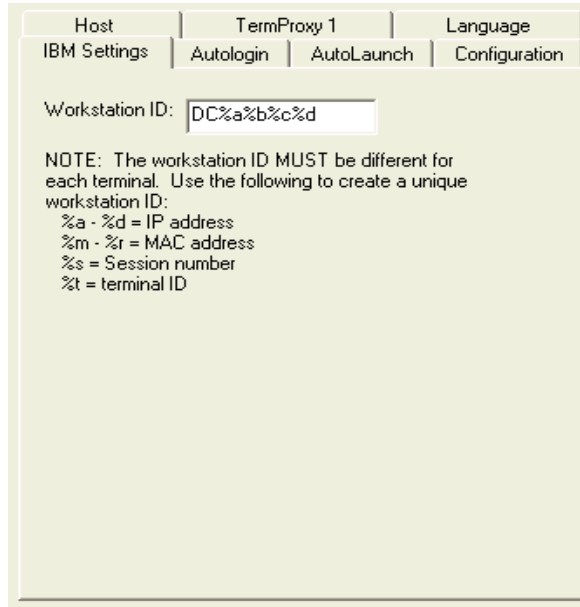 Host TermProxy 1 Language
IBM Settings Autologin AutoLaunch Configuration
Workstation ID: DC%a%b%c%d
NOTE: The workstation ID MUST be different for
each terminal. Use the following to create a unique
workstation ID:
%a - %d = IP address
%m - %r = MAC address
%s = Session number
%t = terminal ID